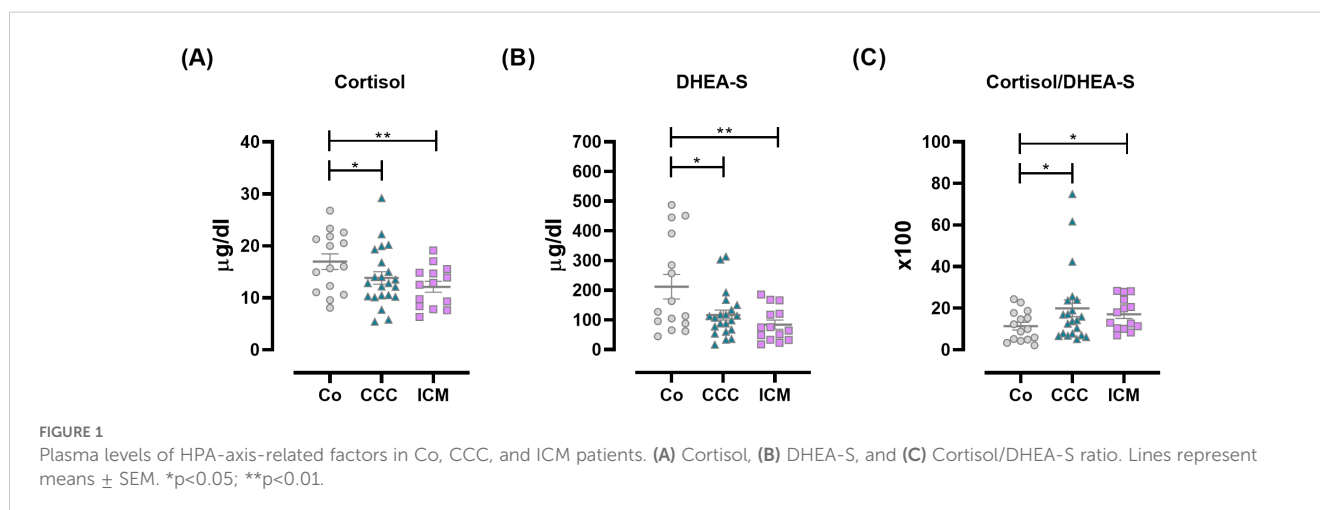 (A)
Cortisol
40
30
20
10
0
µg/dl
**
*
Co CCC ICM
(B)
DHEA-S
700
600
500
400
300
200
100
0
µg/dl
**
*
Co CCC ICM
(C)
Cortisol/DHEA-S
100
80
60
40
20
0
x100
*
*
Co CCC ICM
FIGURE 1
Plasma levels of HPA-axis-related factors in Co, CCC, and ICM patients. (A) Cortisol, (B) DHEA-S, and (C) Cortisol/DHEA-S ratio. Lines represent
means ± SEM. *p<0.05; **p<0.01.